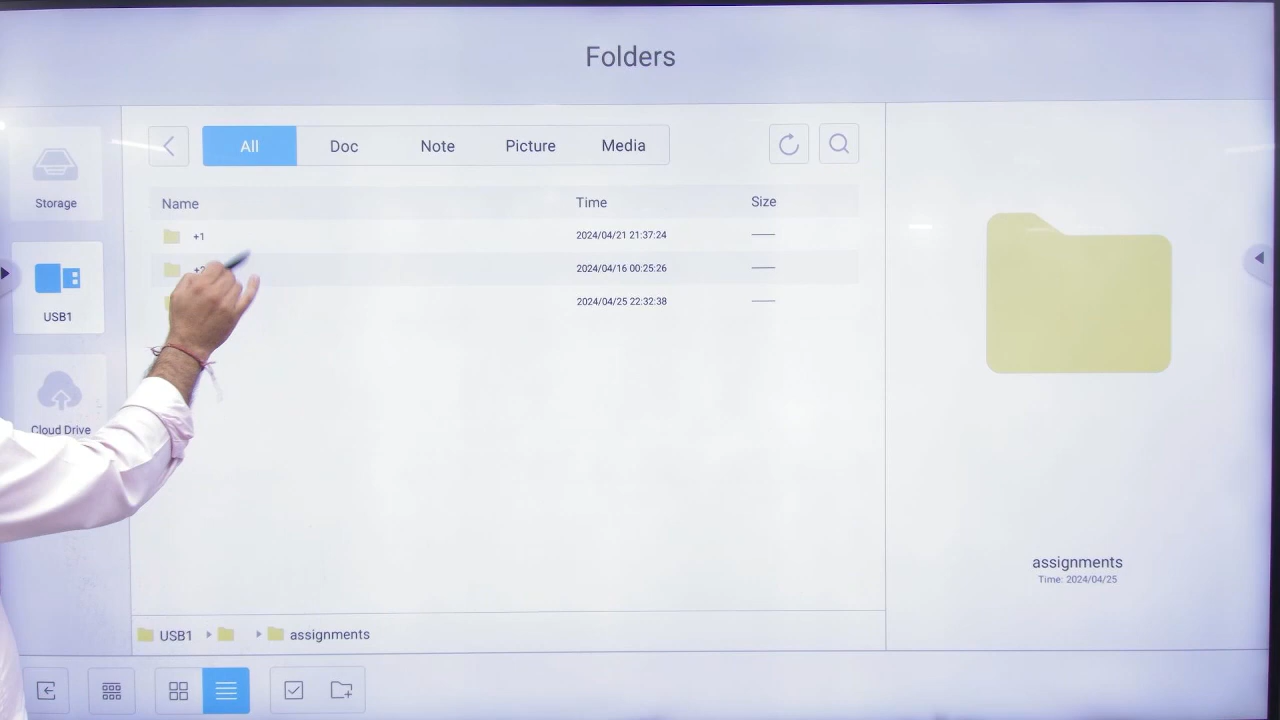 Folders
All Doc Note Picture Media
Storage
Name Time Size
+1 2024/04/21 21:37:24
+2 2024/04/16 00:25:26
2024/04/25 22:32:38
USB1
Cloud Drive
assignments
Time: 2024/04/25
USB1 assignments